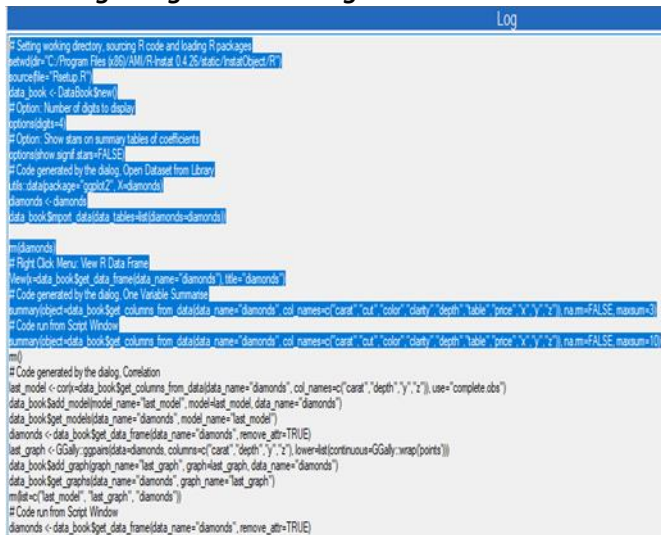 Log
# Setting working directory, sourcing R code and loading R packages
setwd(dir="C:/Program Files (x86)/AMI/R-Instat 0.4.26/static/InstatObject/R")
source(file="Rsetup.R")
data_book <- DataBook$new()
# Option: Number of digits to display
options(digits=4)
# Option: Show stars on summary tables of coefficients
options(show.signif.stars=FALSE)
# Code generated by the dialog, Open Dataset from Library
utils::data(package="ggplot2", X=diamonds)
diamonds <- diamonds
data_book$import_data(data_tables=list(diamonds=diamonds))
rm(diamonds)
# Right Click Menu: View R Data Frame
View(x=data_book$get_data_frame(data_name="diamonds"), title="diamonds")
# Code generated by the dialog, One Variable Summarise
summary(object=data_book$get_columns_from_data(data_name="diamonds", col_names=c("carat","cut","color","clarity","depth","table","price","x","y","z")), na.rm=FALSE, maxsum=3)
# Code run from Script Window
summary(object=data_book$get_columns_from_data(data_name="diamonds", col_names=c("carat","cut","color","clarity","depth","table","price","x","y","z")), na.rm=FALSE, maxsum=10)
rm()
# Code generated by the dialog, Correlation
last_model <- cor(x=data_book$get_columns_from_data(data_name="diamonds", col_names=c("carat","depth","y","z")), use="complete.obs")
data_book$add_model(model_name="last_model", model=last_model, data_name="diamonds")
data_book$get_models(data_name="diamonds", model_name="last_model")
diamonds <- data_book$get_data_frame(data_name="diamonds", remove_attr=TRUE)
last_graph <- GGally::ggpairs(data=diamonds, columns=c("carat","depth","y","z"), lower=list(continuous=GGally::wrap('points')))
data_book$add_graph(graph_name="last_graph", graph=last_graph, data_name="diamonds")
data_book$get_graphs(data_name="diamonds", graph_name="last_graph")
rm(list=c("last_model", "last_graph", "diamonds"))
# Code run from Script Window
diamonds <- data_book$get_data_frame(data_name="diamonds", remove_attr=TRUE)